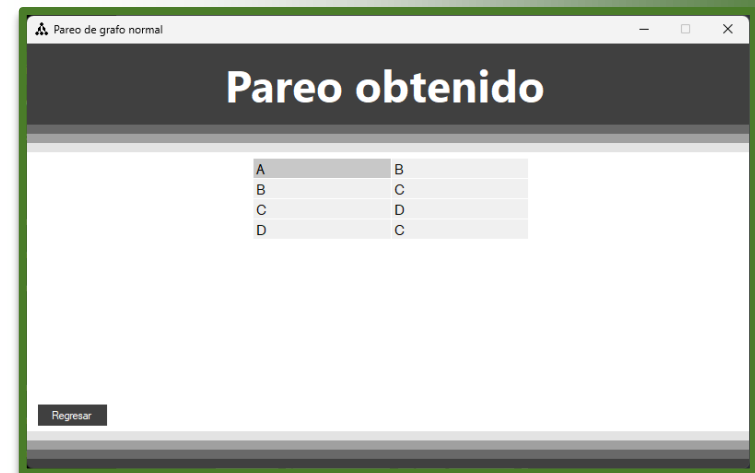 Pareo de grafo normal
Pareo obtenido
A B
B C
C D
D C
Regresar